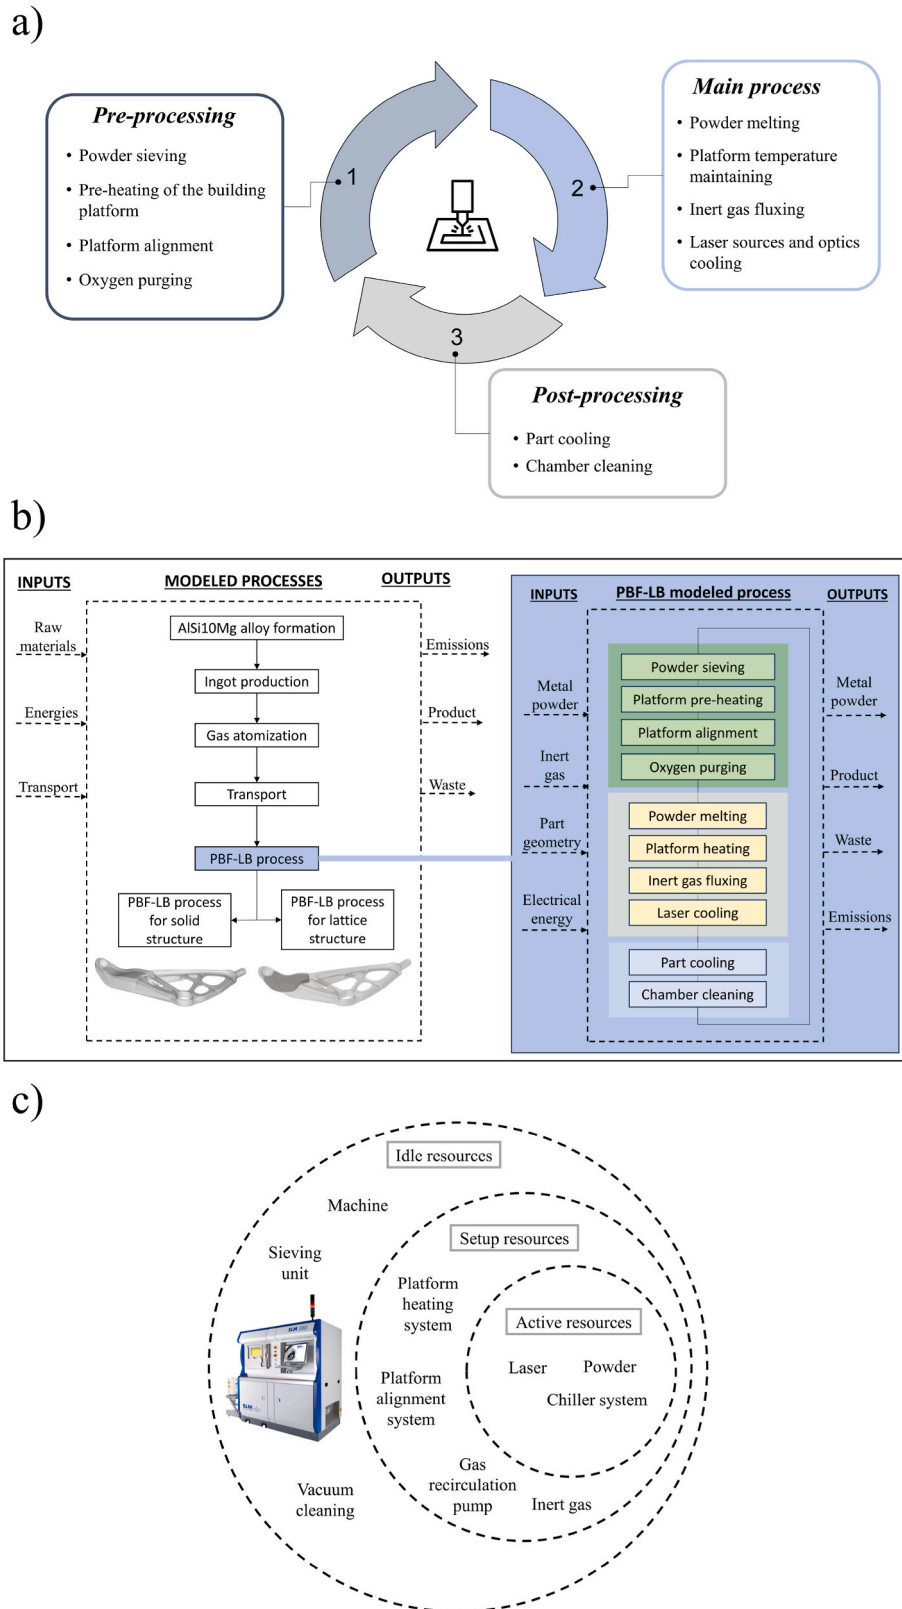 a)
Pre-processing
• Powder sieving
• Pre-heating of the building
platform
• Platform alignment
• Oxygen purging
1
Main process
• Powder melting
• Platform temperature
maintaining
• Inert gas fluxing
• Laser sources and optics
cooling
2
3
Post-processing
• Part cooling
• Chamber cleaning
b)
INPUTS
MODELED PROCESSES
OUTPUTS
Raw
materials
Energies
Transport
AlSi10Mg alloy formation
Ingot production
Gas atomization
Transport
PBF-LB process
PBF-LB process
for solid
structure
PBF-LB process
for lattice
structure
Emissions
Product
Waste
INPUTS
PBF-LB modeled process
OUTPUTS
Metal
powder
Inert
gas
Part
geometry
Electrical
energy
Powder sieving
Platform pre-heating
Platform alignment
Oxygen purging
Powder melting
Platform heating
Inert gas fluxing
Laser cooling
Part cooling
Chamber cleaning
Metal
powder
Product
Waste
Emissions
c)
Idle resources
Machine
Sieving
unit
Vacuum
cleaning
Setup resources
Platform
heating
system
Platform
alignment
system
Gas
recirculation
pump
Inert gas
Active resources
Laser
Powder
Chiller system
SLM
SLM